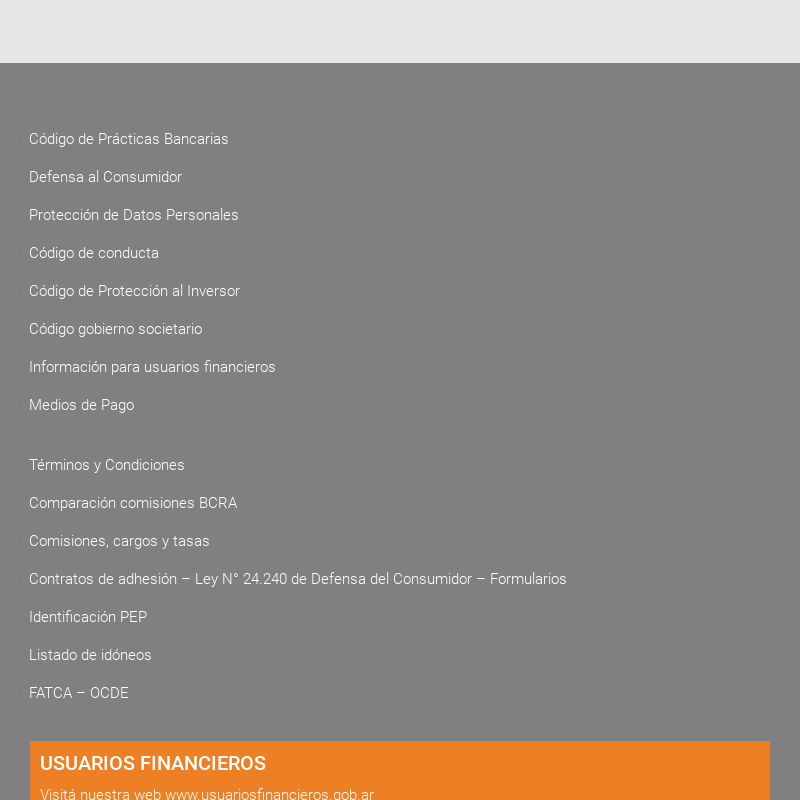 Código de Prácticas Bancarias
Defensa al Consumidor
Protección de Datos Personales
Código de conducta
Código de Protección al Inversor
Código gobierno societario
Información para usuarios financieros
Medios de Pago
Términos y Condiciones
Comparación comisiones BCRA
Comisiones, cargos y tasas
Contratos de adhesión – Ley N° 24.240 de Defensa del Consumidor – Formularios
Identificación PEP
Listado de idóneos
FATCA – OCDE
USUARIOS FINANCIEROS
Visitá nuestra web www.usuariosfinancieros.gob.ar